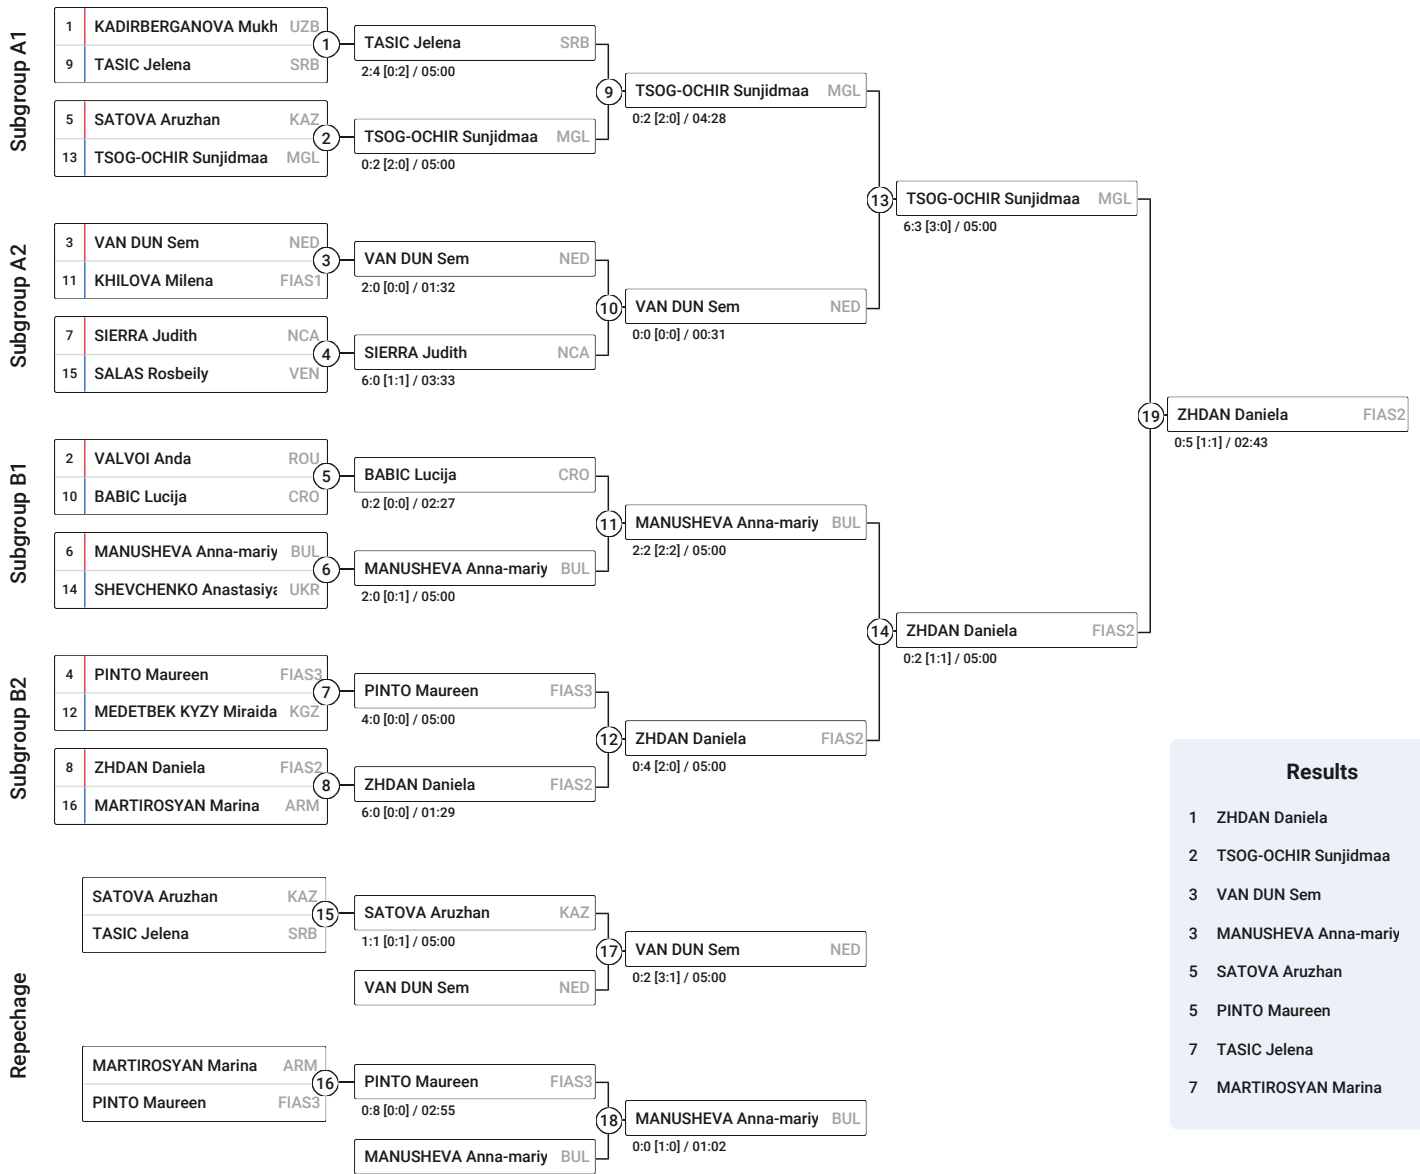 Subgroup A1
1 KADIRBERGANOVA Mukh UZB
9 TASIC Jelena SRB
1
TASIC Jelena SRB
2:4 [0:2] / 05:00
5 SATOVA Aruzhan KAZ
13 TSOG-OCHIR Sunjidmaa MGL
2
TSOG-OCHIR Sunjidmaa MGL
0:2 [2:0] / 05:00
9
TSOG-OCHIR Sunjidmaa MGL
0:2 [2:0] / 04:28
Subgroup A2
3 VAN DUN Sem NED
11 KHILOVA Milena FIAS1
3
VAN DUN Sem NED
2:0 [0:0] / 01:32
7 SIERRA Judith NCA
15 SALAS Rosbeily VEN
4
SIERRA Judith NCA
6:0 [1:1] / 03:33
10
VAN DUN Sem NED
0:0 [0:0] / 00:31
13
TSOG-OCHIR Sunjidmaa MGL
6:3 [3:0] / 05:00
Subgroup B1
2 VALVOI Anda ROU
10 BABIC Lucija CRO
5
BABIC Lucija CRO
0:2 [0:0] / 02:27
6 MANUSHEVA Anna-mariy BUL
14 SHEVCHENKO Anastasiya UKR
6
MANUSHEVA Anna-mariy BUL
2:0 [0:1] / 05:00
11
MANUSHEVA Anna-mariy BUL
2:2 [2:2] / 05:00
Subgroup B2
4 PINTO Maureen FIAS3
12 MEDETBEK KYZY Miraida KGZ
7
PINTO Maureen FIAS3
4:0 [0:0] / 05:00
8 ZHDAN Daniela FIAS2
16 MARTIROSYAN Marina ARM
8
ZHDAN Daniela FIAS2
6:0 [0:0] / 01:29
12
ZHDAN Daniela FIAS2
0:4 [2:0] / 05:00
14
ZHDAN Daniela FIAS2
0:2 [1:1] / 05:00
19
ZHDAN Daniela FIAS2
0:5 [1:1] / 02:43
Repechage
SATOVA Aruzhan KAZ
TASIC Jelena SRB
15
SATOVA Aruzhan KAZ
1:1 [0:1] / 05:00
VAN DUN Sem NED
17
VAN DUN Sem NED
0:2 [3:1] / 05:00
MARTIROSYAN Marina ARM
PINTO Maureen FIAS3
16
PINTO Maureen FIAS3
0:8 [0:0] / 02:55
MANUSHEVA Anna-mariy BUL
18
MANUSHEVA Anna-mariy BUL
0:0 [1:0] / 01:02
Results
1 ZHDAN Daniela
2 TSOG-OCHIR Sunjidmaa
3 VAN DUN Sem
3 MANUSHEVA Anna-mariy
5 SATOVA Aruzhan
5 PINTO Maureen
7 TASIC Jelena
7 MARTIROSYAN Marina